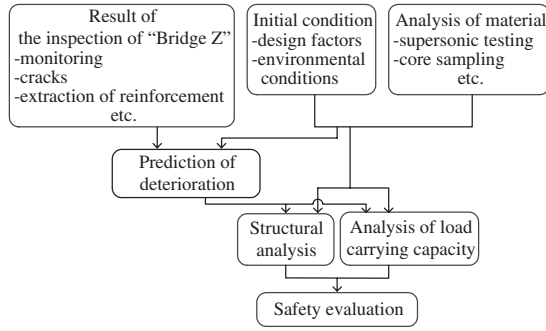 Result of
the inspection of “Bridge Z”
-monitoring
-cracks
-extraction of reinforcement
etc.
Initial condition
-design factors
-environmental
conditions
Analysis of material
-supersonic testing
-core sampling
etc.
Prediction of
deterioration
Structural
analysis
Analysis of load
carrying capacity
Safety evaluation